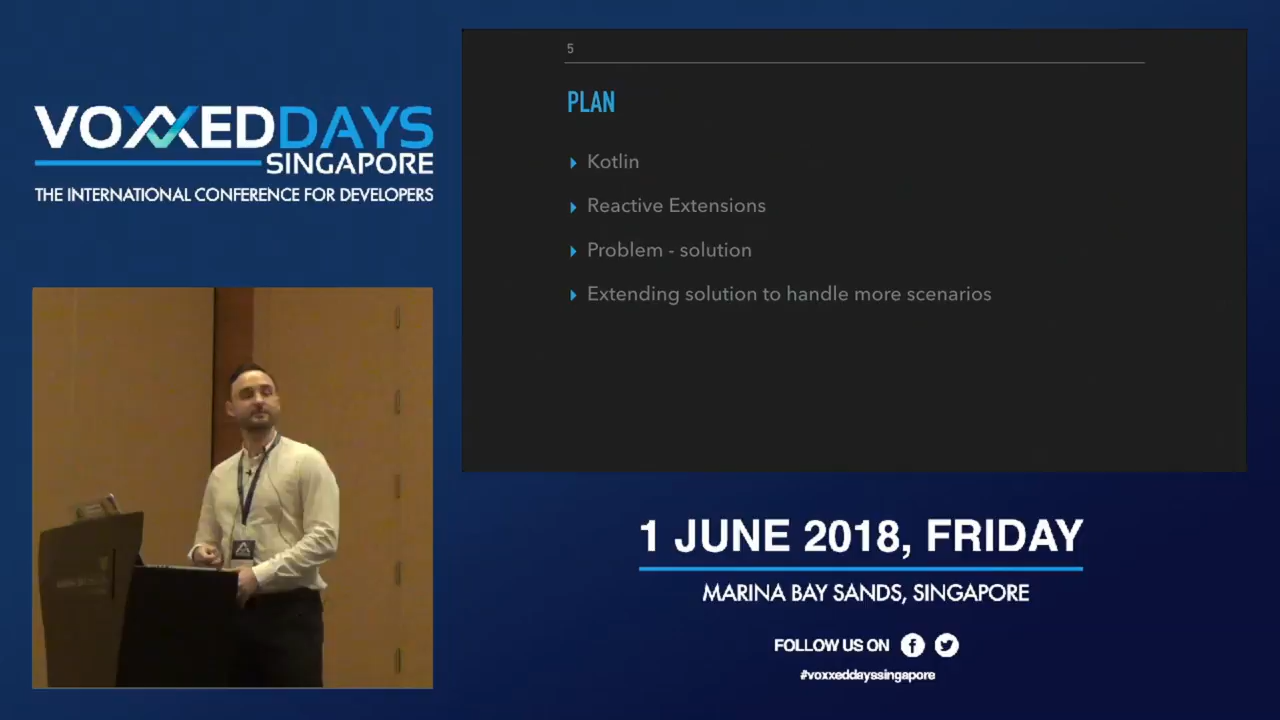 VOXXEDDAYS
SINGAPORE
THE INTERNATIONAL CONFERENCE FOR DEVELOPERS
5
PLAN
Kotlin
Reactive Extensions
Problem - solution
Extending solution to handle more scenarios
1 JUNE 2018, FRIDAY
MARINA BAY SANDS, SINGAPORE
FOLLOW US ON
#voxxeddayssingapore